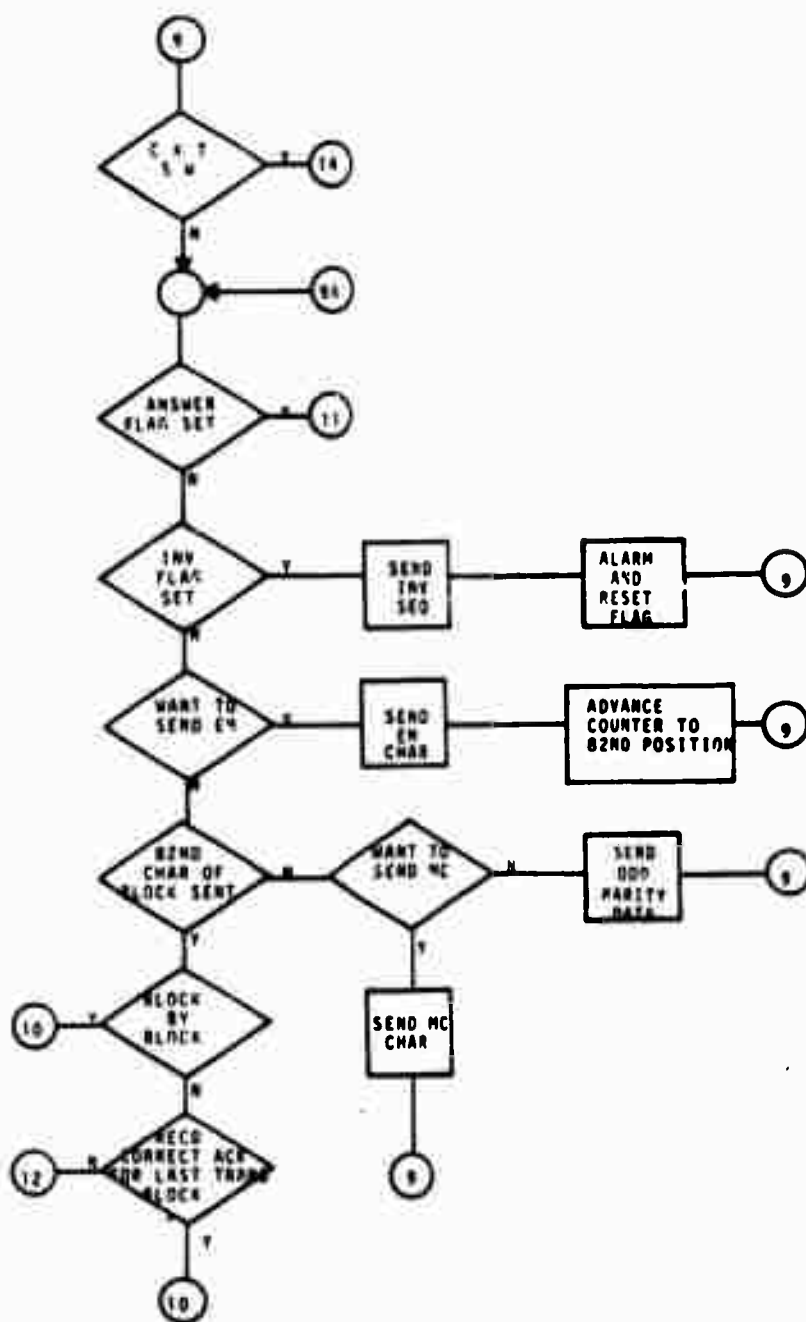 9
Y
14
N
9A
ANSWER
FLAG SET
11
N
INV
FLAG
SET
Y
SEND
INV
SEQ
ALARM
AND
RESET
FLAG
9
N
WANT TO
SEND EM
SEND
EM
CHAR
ADVANCE
COUNTER TO
82ND POSITION
9
82ND
CHAR OF
BLOCK SENT
N
WANT TO
SEND MC
N
SEND
ODD
PARITY
DATA
9
Y
Y
10
Y
BLOCK
BY
BLOCK
SEND MC
CHAR
N
12
N
RECD
CORRECT ACK
FOR LAST TRANS
BLOCK
9
Y
10